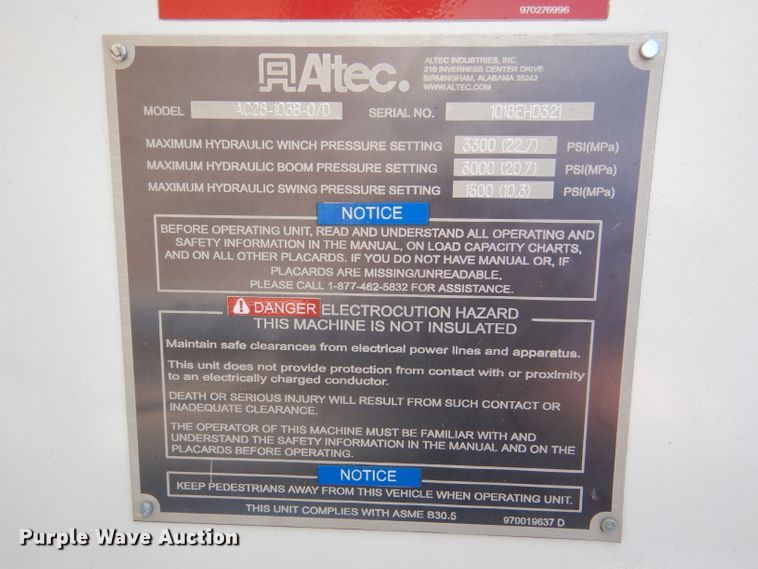 970276996
Altec.
ALTEC INDUSTRIES, INC.
210 INVERNESS CENTER DRIVE
BIRMINGHAM, ALABAMA 35242
WWW.ALTEC.COM
MODEL AC28-103B-O/D SERIAL NO. 1018EH0321
MAXIMUM HYDRAULIC WINCH PRESSURE SETTING 3300 (22.7) PSI(MPa)
MAXIMUM HYDRAULIC BOOM PRESSURE SETTING 3000 (20.7) PSI(MPa)
MAXIMUM HYDRAULIC SWING PRESSURE SETTING 1500 (10.3) PSI(MPa)
NOTICE
BEFORE OPERATING UNIT, READ AND UNDERSTAND ALL OPERATING AND
SAFETY INFORMATION IN THE MANUAL, ON LOAD CAPACITY CHARTS,
AND ON ALL OTHER PLACARDS. IF YOU DO NOT HAVE MANUAL OR, IF
PLACARDS ARE MISSING/UNREADABLE,
PLEASE CALL 1-877-462-5832 FOR ASSISTANCE.
DANGER ELECTROCUTION HAZARD
THIS MACHINE IS NOT INSULATED
Maintain safe clearances from electrical power lines and apparatus.
This unit does not provide protection from contact with or proximity
to an electrically charged conductor.
DEATH OR SERIOUS INJURY WILL RESULT FROM SUCH CONTACT OR
INADEQUATE CLEARANCE.
THE OPERATOR OF THIS MACHINE MUST BE FAMILIAR WITH AND
UNDERSTAND THE SAFETY INFORMATION IN THE MANUAL AND ON THE
PLACARDS BEFORE OPERATING.
NOTICE
KEEP PEDESTRIANS AWAY FROM THIS VEHICLE WHEN OPERATING UNIT.
THIS UNIT COMPLIES WITH ASME B30.5 970019637 D
Purple Wave Auction